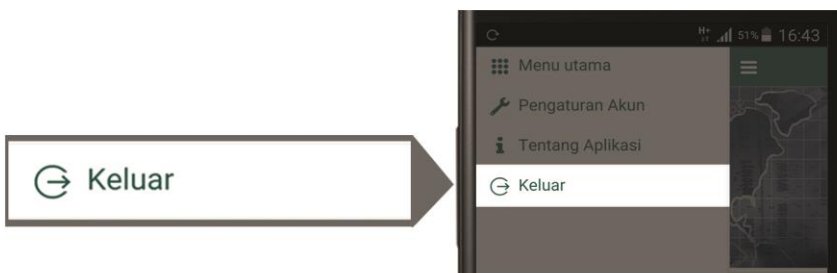 Keluar
H+ 51% 16:43
Menu utama
Pengaturan Akun
Tentang Aplikasi
Keluar